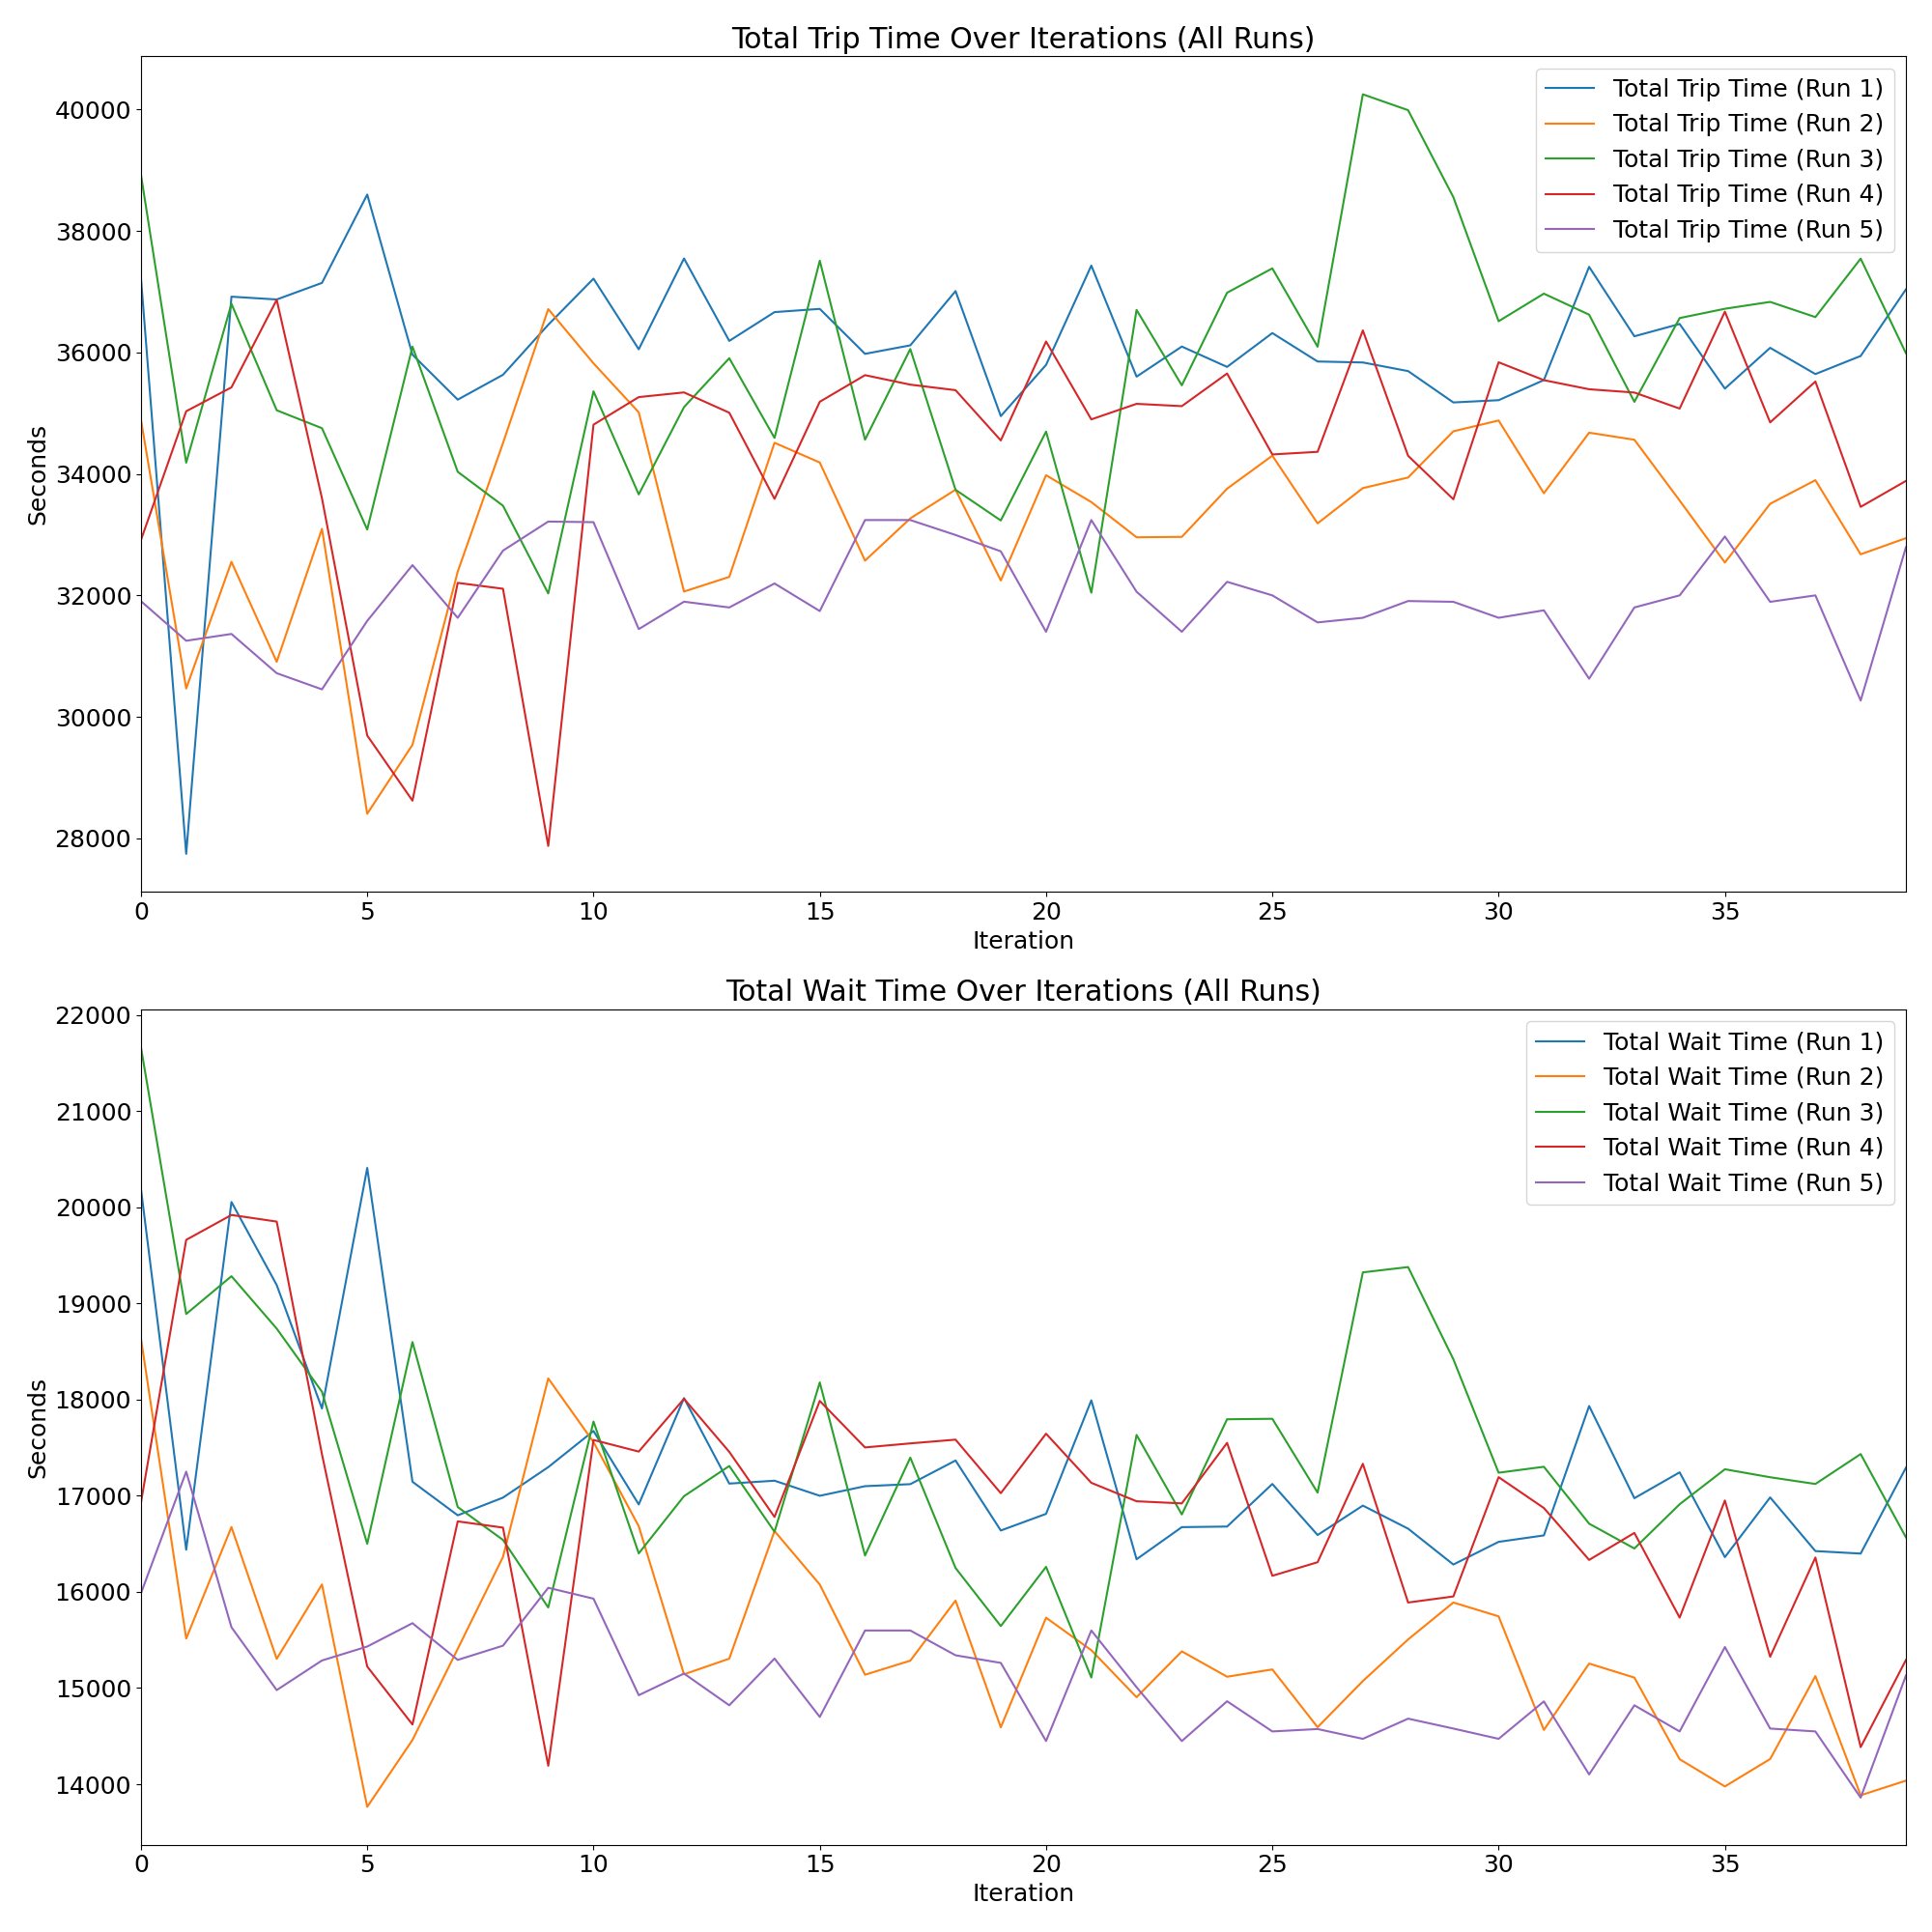 Total Trip Time Over Iterations (All Runs)
40000
38000
36000
34000
32000
30000
28000
Seconds
Total Trip Time (Run 1)
Total Trip Time (Run 2)
Total Trip Time (Run 3)
Total Trip Time (Run 4)
Total Trip Time (Run 5)
0 5 10 15 20 25 30 35
Iteration
Total Wait Time Over Iterations (All Runs)
22000
21000
20000
19000
18000
17000
16000
15000
14000
Seconds
Total Wait Time (Run 1)
Total Wait Time (Run 2)
Total Wait Time (Run 3)
Total Wait Time (Run 4)
Total Wait Time (Run 5)
0 5 10 15 20 25 30 35
Iteration